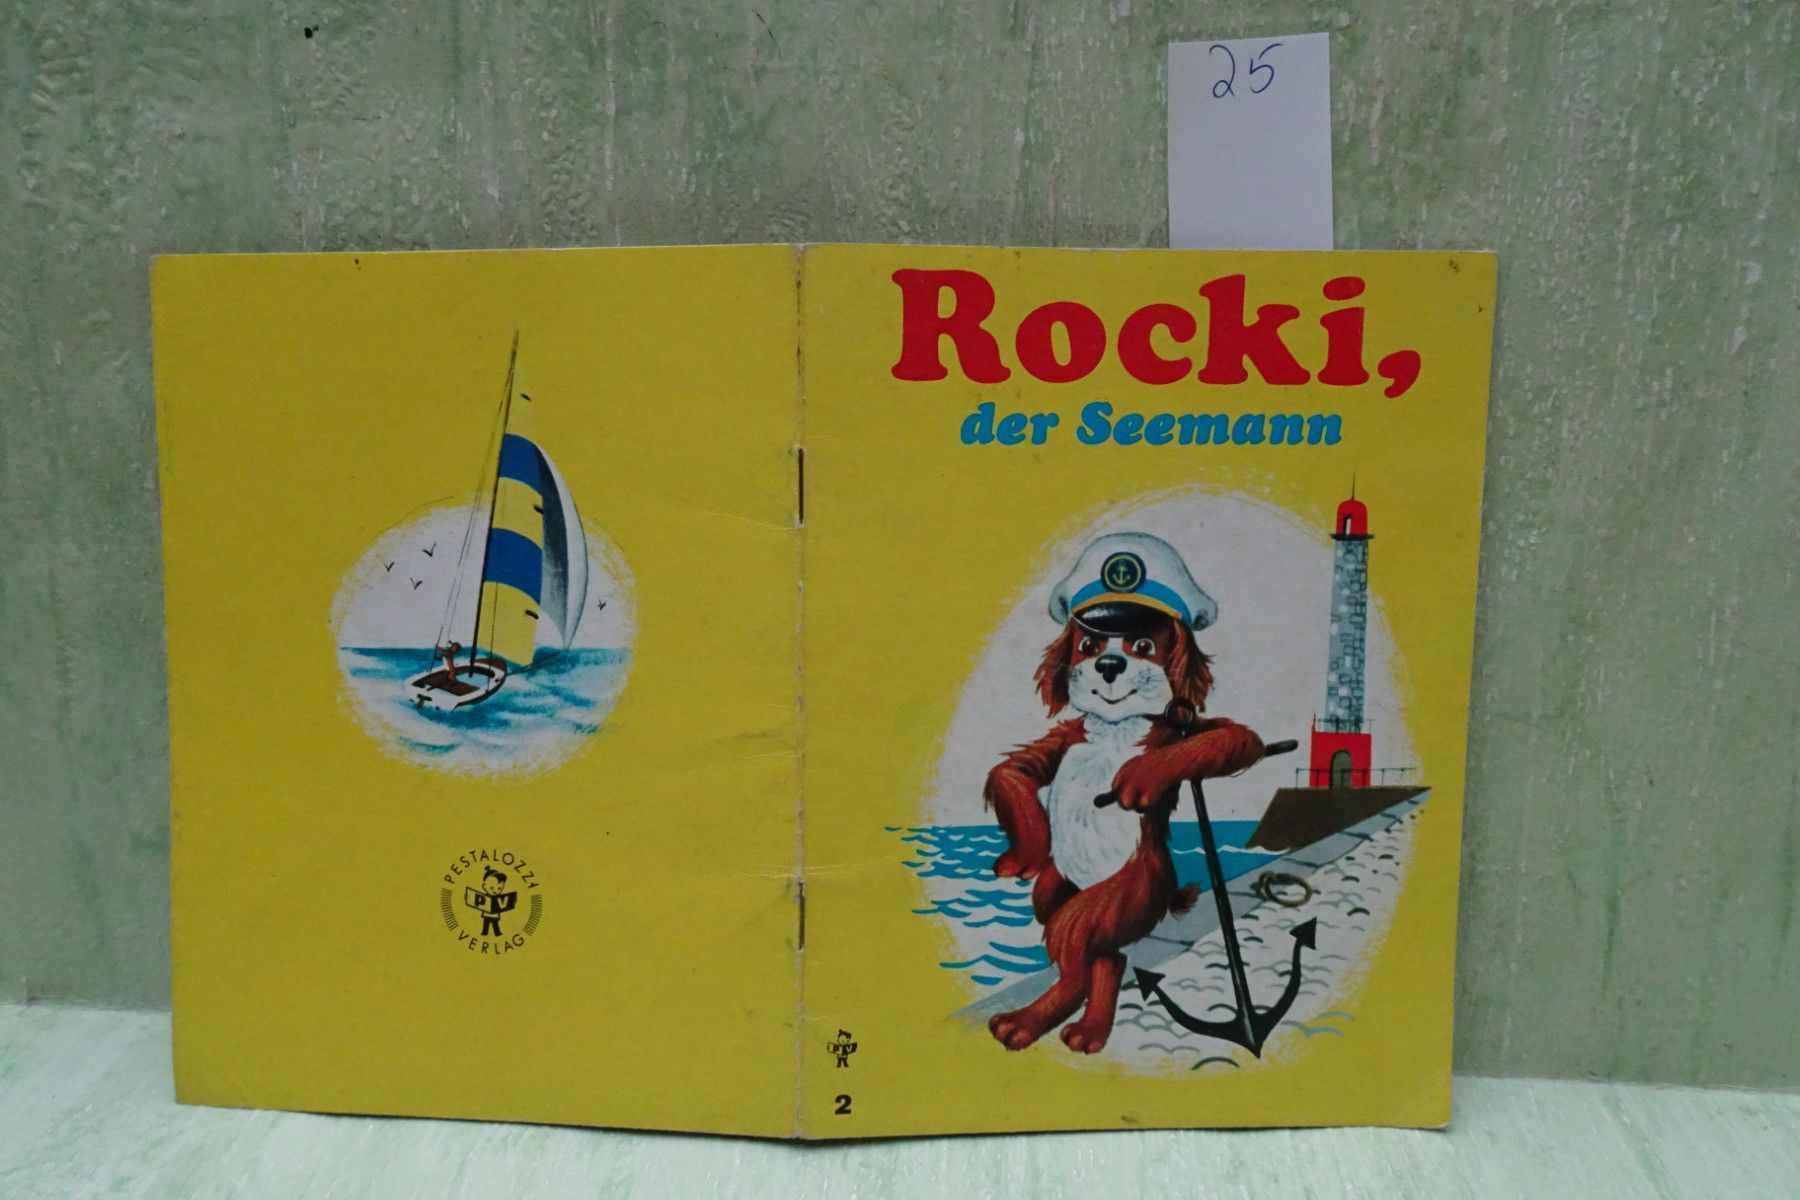 25
Rocki,
der Seemann
PESTALOZZI
PV
VERLAG
PV
2